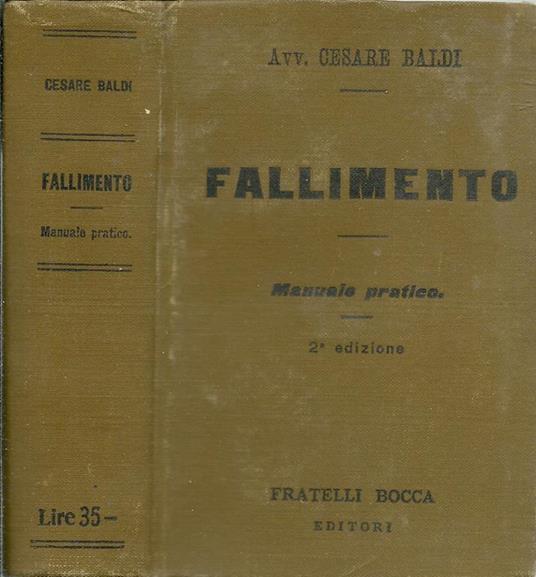 CESARE BALDI
FALLIMENTO
Manuale pratico.
Lire 35-
Avv. CESARE BALDI
FALLIMENTO
Manuale pratico.
2ª edizione
FRATELLI BOCCA
EDITORI